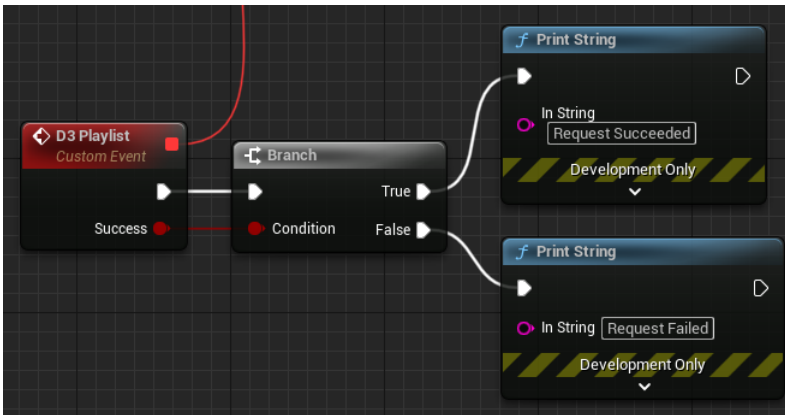 D3 Playlist
Custom Event
Success
Branch
True
Condition
False
f Print String
In String
Request Succeeded
Development Only
f Print String
In String Request Failed
Development Only